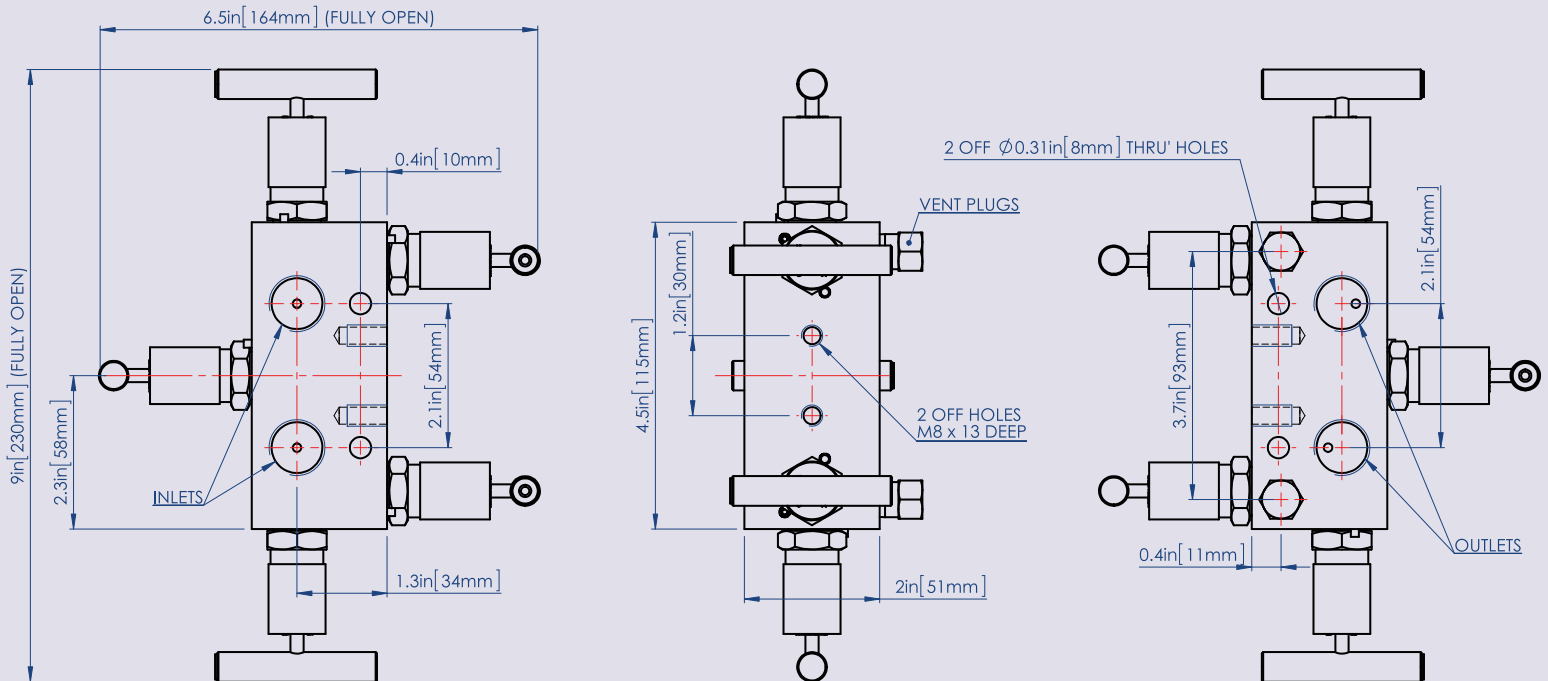 6.5in[164mm] (FULLY OPEN)
9in[230mm] (FULLY OPEN)
0.4in[10mm]
2.1in[54mm]
2.3in[58mm]
INLETS
1.3in[34mm]
VENT PLUGS
1.2in[30mm]
4.5in[115mm]
2 OFF HOLES
M8 x 13 DEEP
2in[51mm]
2 OFF Ø0.31in[8mm] THRU' HOLES
2.1in[54mm]
3.7in[93mm]
0.4in[11mm]
OUTLETS